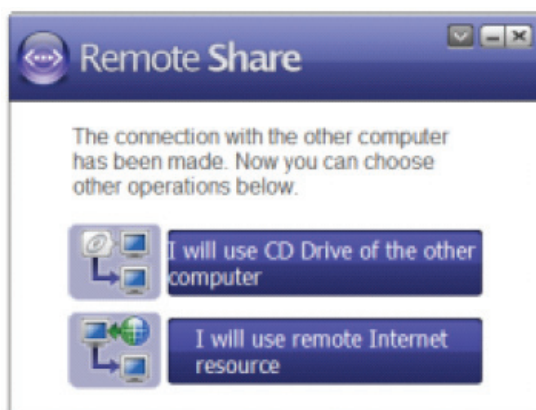 Remote Share
The connection with the other computer
has been made. Now you can choose
other operations below.
I will use CD Drive of the other
computer
I will use remote Internet
resource